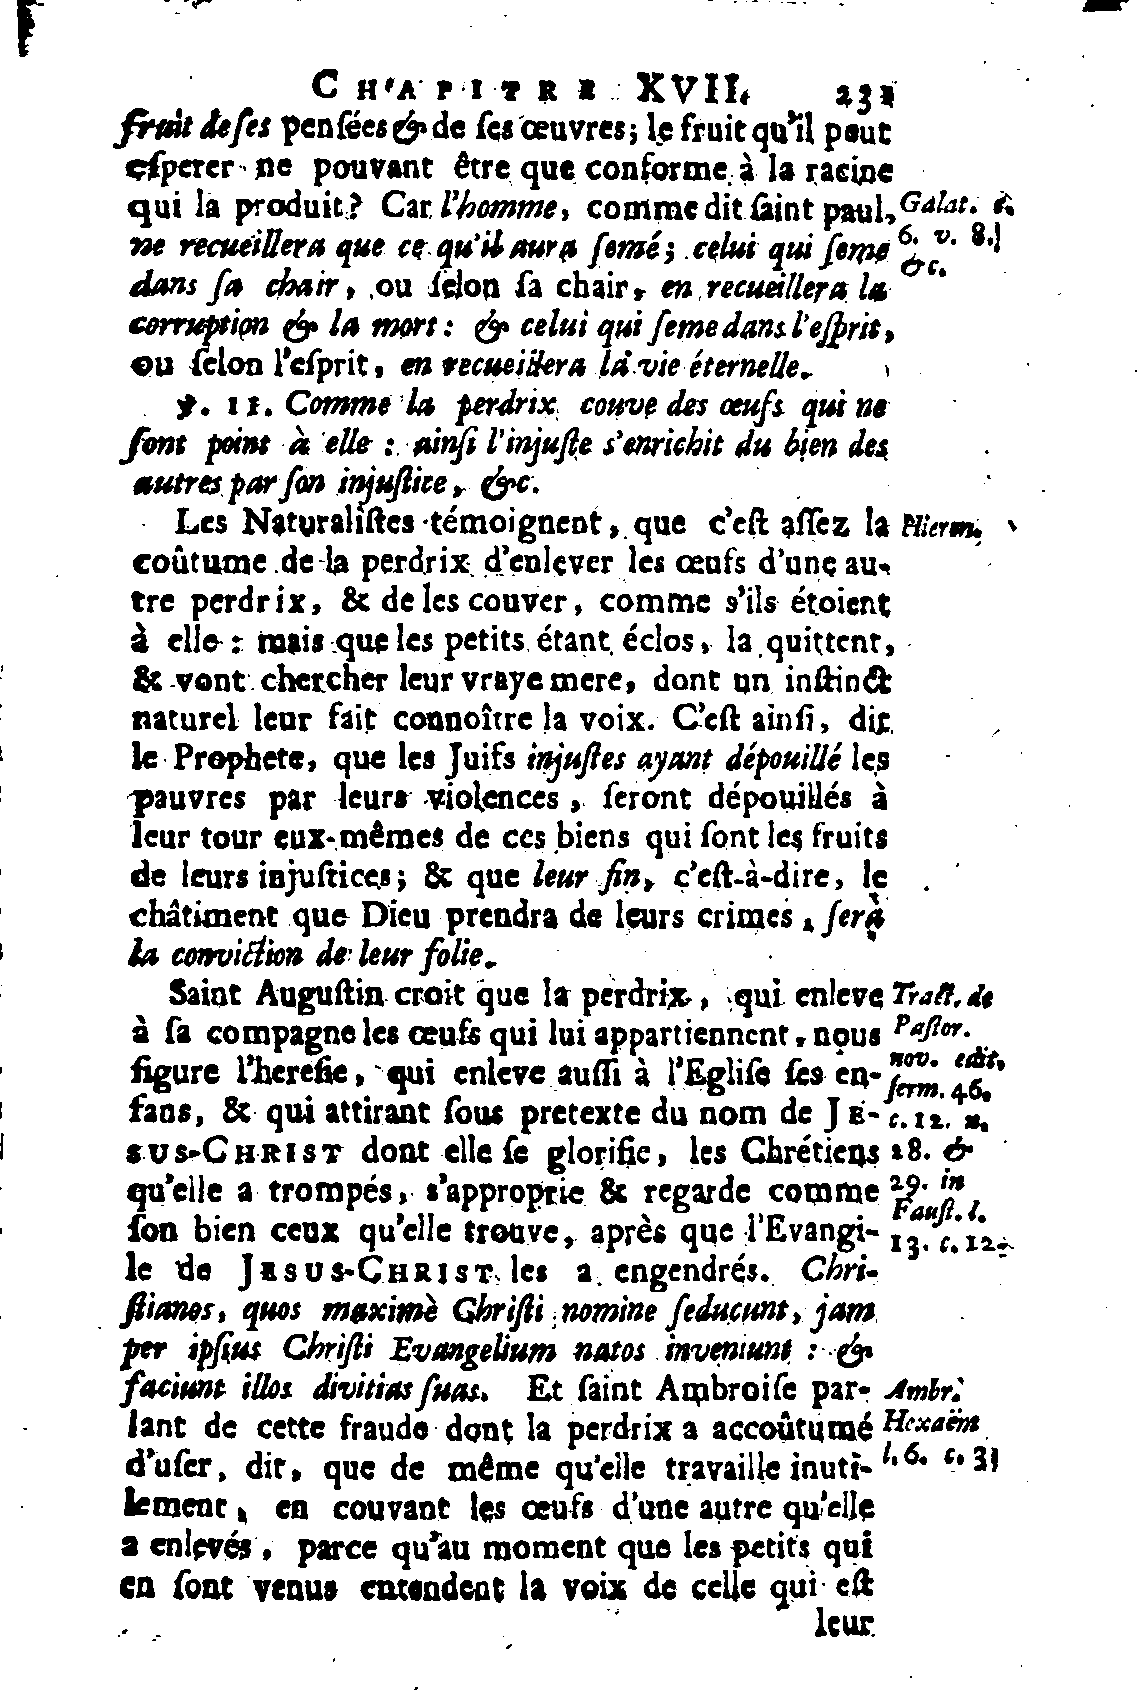 CHAPITRE XVII. 231
fruit de ſes penſées & de ſes œuvres; le fruit qu'il peut
eſperer ne pouvant être que conforme à la racine
qui la produit? Car l'homme, comme dit ſaint paul,
Galat.
6. v. 8.
&c.
ne recueillera que ce qu'il aura ſemé; celui qui ſeme
dans ſa chair, ou ſelon ſa chair, en recueillera la
corruption & la mort: & celui qui ſeme dans l'eſprit,
ou ſelon l'eſprit, en recueillera la vie éternelle.
℣. 11. Comme la perdrix couve des œufs qui ne
ſont point à elle: ainſi l'injuſte s'enrichit du bien des
autres par ſon injuſtice, &c.
Les Naturaliſtes témoignent, que c'eſt aſſez la
Hieron.
coûtume de la perdrix d'enlever les œufs d'une au-
tre perdrix, & de les couver, comme s'ils étoient
à elle: mais que les petits étant éclos, la quittent,
& vont chercher leur vraye mere, dont un inſtinct
naturel leur fait connoître la voix. C'eſt ainſi, dit
le Prophete, que les Juifs injuſtes ayant dépouillé les
pauvres par leurs violences, ſeront dépouillés à
leur tour eux-mêmes de ces biens qui ſont les fruits
de leurs injuſtices; & que leur fin, c'eſt-à-dire, le
châtiment que Dieu prendra de leurs crimes, ſera
la conviction de leur folie.
Saint Auguſtin croit que la perdrix, qui enleve
à ſa compagne les œufs qui lui appartiennent, nous
figure l'hereſie, qui enleve auſſi à l'Egliſe ſes en-
fans, & qui attirant ſous pretexte du nom de JE-
SUS-CHRIST dont elle ſe glorifie, les Chrétiens
qu'elle a trompés, s'approprie & regarde comme
ſon bien ceux qu'elle trouve, après que l'Evangi-
le de JESUS-CHRIST les a engendrés. Chri-
ſtianos, quos maximè Chriſti nomine ſeducunt, jam
per ipſius Chriſti Evangelium natos inveniunt: &
faciunt illos divitias ſuas. Et ſaint Ambroiſe par-
lant de cette fraude dont la perdrix a accoûtumé
d'uſer, dit, que de même qu'elle travaille inuti-
lement, en couvant les œufs d'une autre qu'elle
a enlevés, parce qu'au moment que les petits qui
en ſont venus entendent la voix de celle qui eſt
Tract. de
Paſtor.
nov. edit.
ſerm. 46.
c. 12. n.
28. &
29. in
Fauſt. l.
13. c. 12.
Ambr.
Hexaëm
l. 6. c. 3
leur